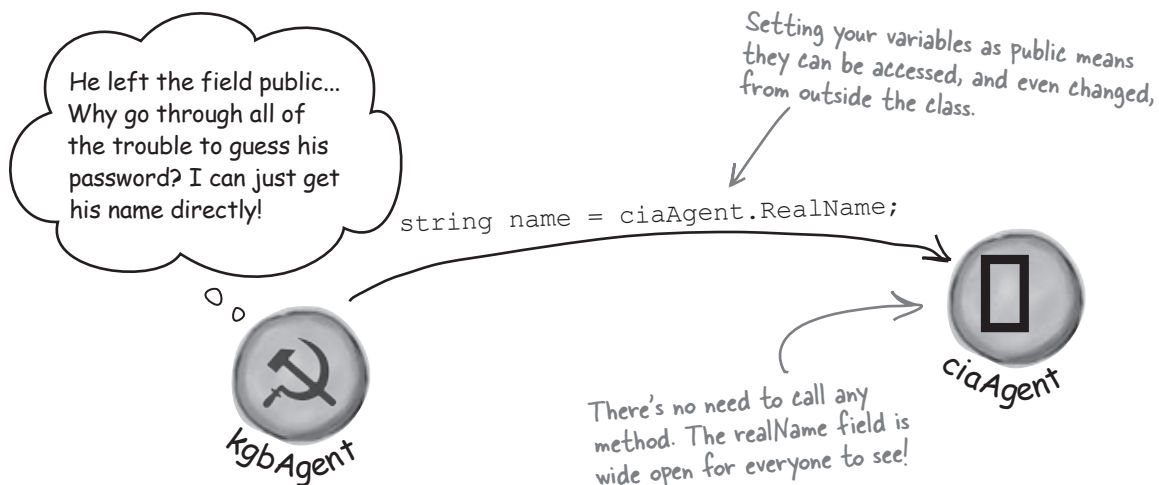 He left the field public...
Why go through all of
the trouble to guess his
password? I can just get
his name directly!
Setting your variables as public means
they can be accessed, and even changed,
from outside the class.
string name = ciaAgent.RealName;
kgbAgent
ciaAgent
There's no need to call any
method. The realName field is
wide open for everyone to see!